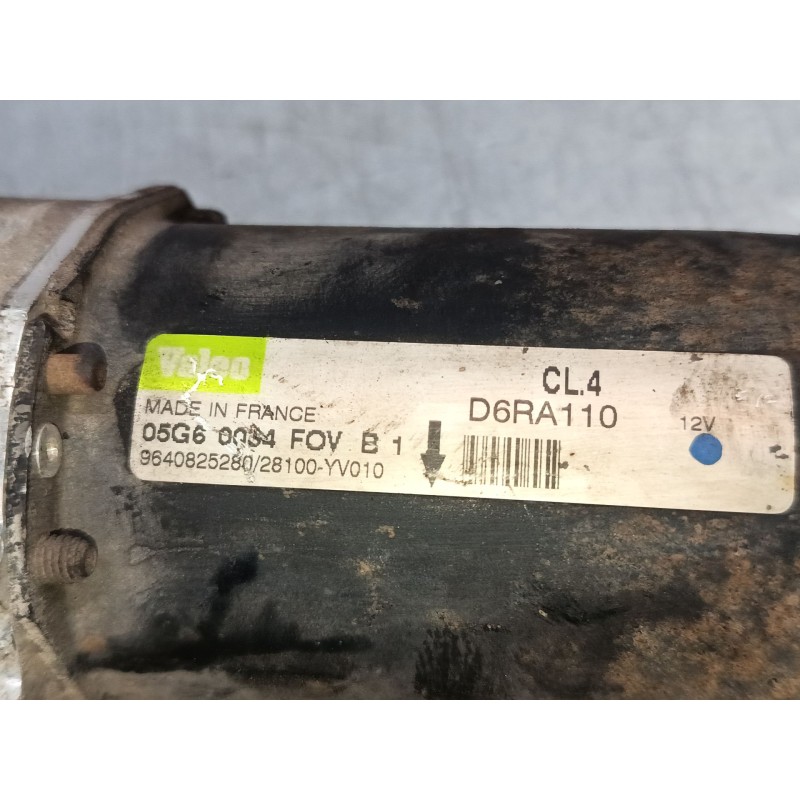 Valeo
CL.4
MADE IN FRANCE
D6RA110
12V
05G6 0034 FOV B 1
9640825280/28100-YV010